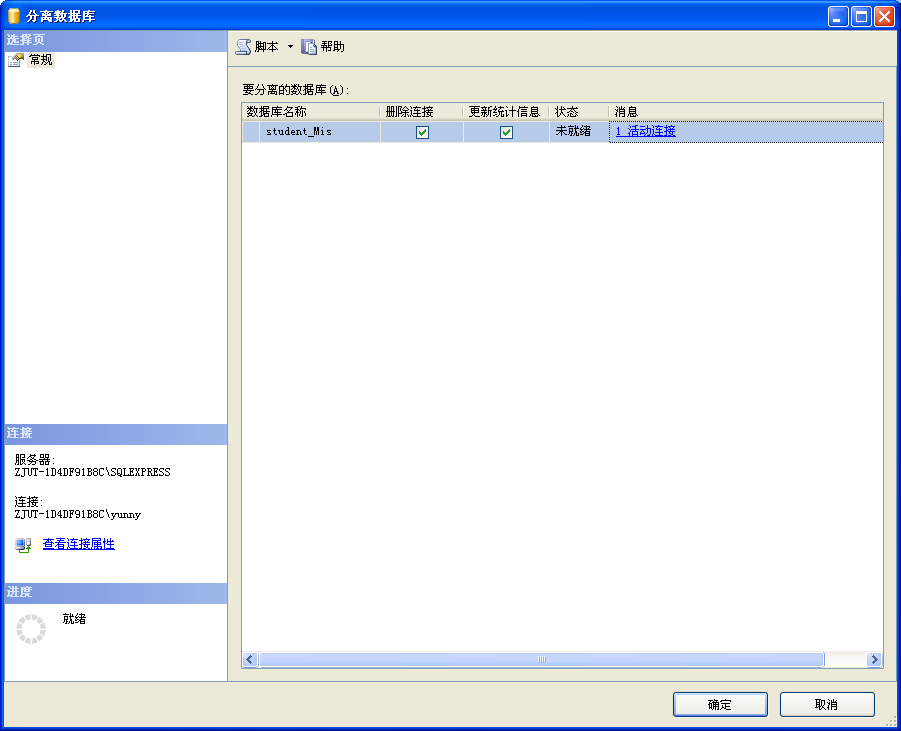 分离数据库
选择页
常规
脚本 帮助
要分离的数据库(A):
数据库名称 删除连接 更新统计信息 状态 消息
student_Mis 未就绪 1 活动连接
连接
服务器:
ZJUT-1D4DF91B8C\SQLEXPRESS
连接:
ZJUT-1D4DF91B8C\yunny
查看连接属性
进度
就绪
确定 取消